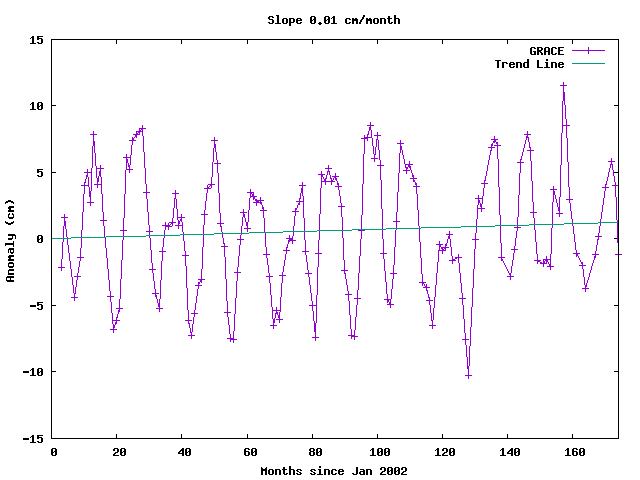 Slope 0.01 cm/month
GRACE
Trend Line
15
10
5
0
-5
-10
-15
Anomaly (cm)
0 20 40 60 80 100 120 140 160
Months since Jan 2002